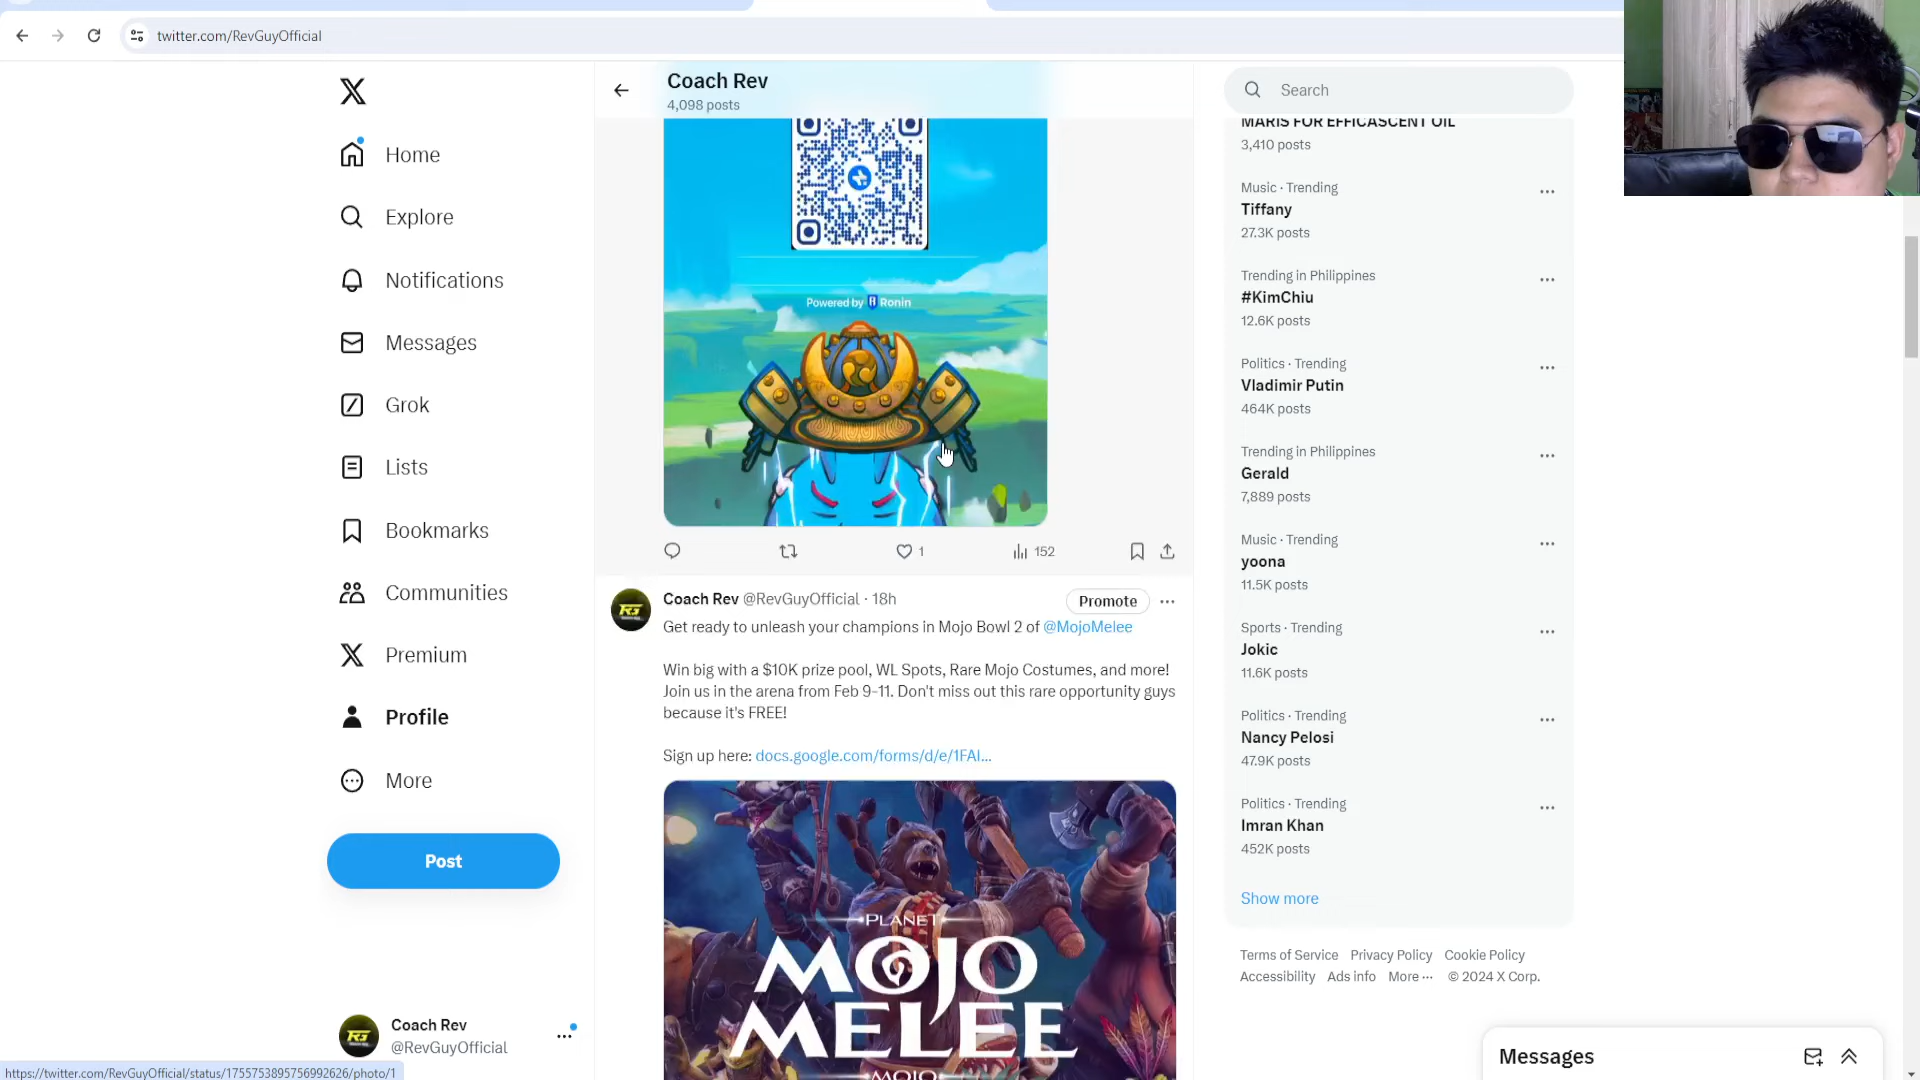 twitter.com/RevGuyOfficial
Home
Explore
Notifications
Messages
Grok
Lists
Bookmarks
Communities
Premium
Profile
More
Post
Coach Rev
@RevGuyOfficial
https://twitter.com/RevGuyOfficial/status/1755753895756992626/photo/1
Coach Rev
4,098 posts
Powered by Ronin
1
152
Coach Rev @RevGuyOfficial · 18h
Promote
Get ready to unleash your champions in Mojo Bowl 2 of @MojoMelee
Win big with a $10K prize pool, WL Spots, Rare Mojo Costumes, and more!
Join us in the arena from Feb 9-11. Don't miss out this rare opportunity guys
because it's FREE!
Sign up here: docs.google.com/forms/d/e/1FAI...
PLANET
MOJO
MELEE
MOJO
Search
MARIS FOR EFFICASCENT OIL
3,410 posts
Music · Trending
Tiffany
27.3K posts
Trending in Philippines
#KimChiu
12.6K posts
Politics · Trending
Vladimir Putin
464K posts
Trending in Philippines
Gerald
7,889 posts
Music · Trending
yoona
11.5K posts
Sports · Trending
Jokic
11.6K posts
Politics · Trending
Nancy Pelosi
47.9K posts
Politics · Trending
Imran Khan
452K posts
Show more
Terms of Service Privacy Policy Cookie Policy
Accessibility Ads info More ··· © 2024 X Corp.
Messages